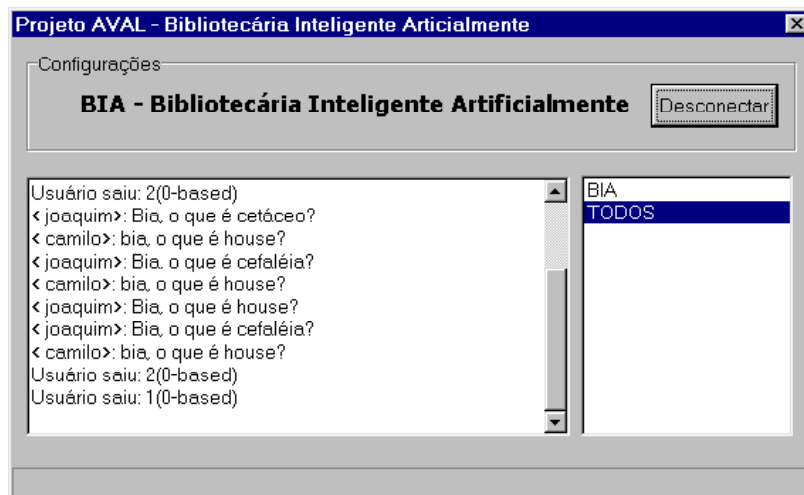 Projeto AVAL - Bibliotecária Inteligente Articialmente
Configurações
BIA - Bibliotecária Inteligente Artificialmente
Desconectar
Usuário saiu: 2(0-based)
< joaquim>: Bia, o que é cetáceo?
< camilo>: bia, o que é house?
< joaquim>: Bia. o que é cefaléia?
< camilo>: bia, o que é house?
< joaquim>: Bia, o que é house?
< joaquim>: Bia, o que é cefaléia?
< camilo>: bia, o que é house?
Usuário saiu: 2(0-based)
Usuário saiu: 1(0-based)
BIA
TODOS